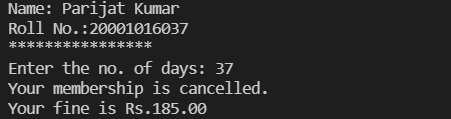 Name: Parijat Kumar
Roll No.:20001016037
****************
Enter the no. of days: 37
Your membership is cancelled.
Your fine is Rs.185.00